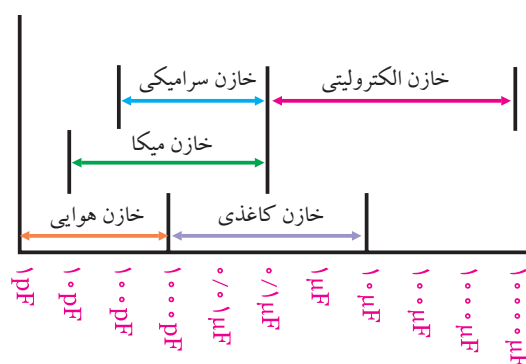 خازن الکترولیتی
خازن سرامیکی
خازن میکا
خازن کاغذی
خازن هوایی
۱pF
۱۰pF
۱۰۰pF
۱۰۰۰pF
۰/۰۱μF
۰/۱μF
۱μF
۱۰μF
۱۰۰μF
۱۰۰۰μF
۱۰۰۰۰μF